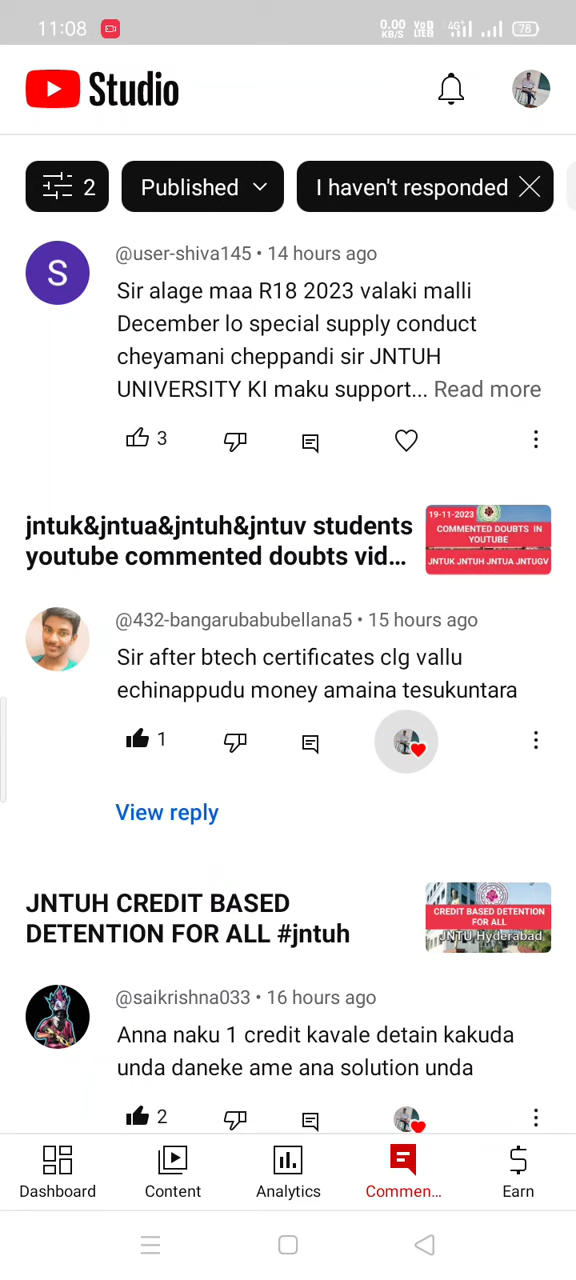 11:08
0.00 KB/S VoD LTEB 4G 78
Studio
2 Published I haven't responded
S
@user-shiva145 • 14 hours ago
Sir alage maa R18 2023 valaki malli
December lo special supply conduct
cheyamani cheppandi sir JNTUH
UNIVERSITY KI maku support... Read more
3
jntuk&jntua&jntuh&jntuv students
youtube commented doubts vid...
19-11-2023
COMMENTED DOUBTS IN
YOUTUBE
JNTUK JNTUH JNTUA JNTUGV
@432-bangarubabubellana5 • 15 hours ago
Sir after btech certificates clg vallu
echinappudu money amaina tesukuntara
1
View reply
JNTUH CREDIT BASED
DETENTION FOR ALL #jntuh
CREDIT BASED DETENTION
FOR ALL
JNTU Hyderabad
@saikrishna033 • 16 hours ago
Anna naku 1 credit kavale detain kakuda
unda daneke ame ana solution unda
2
Dashboard Content Analytics Commen... Earn